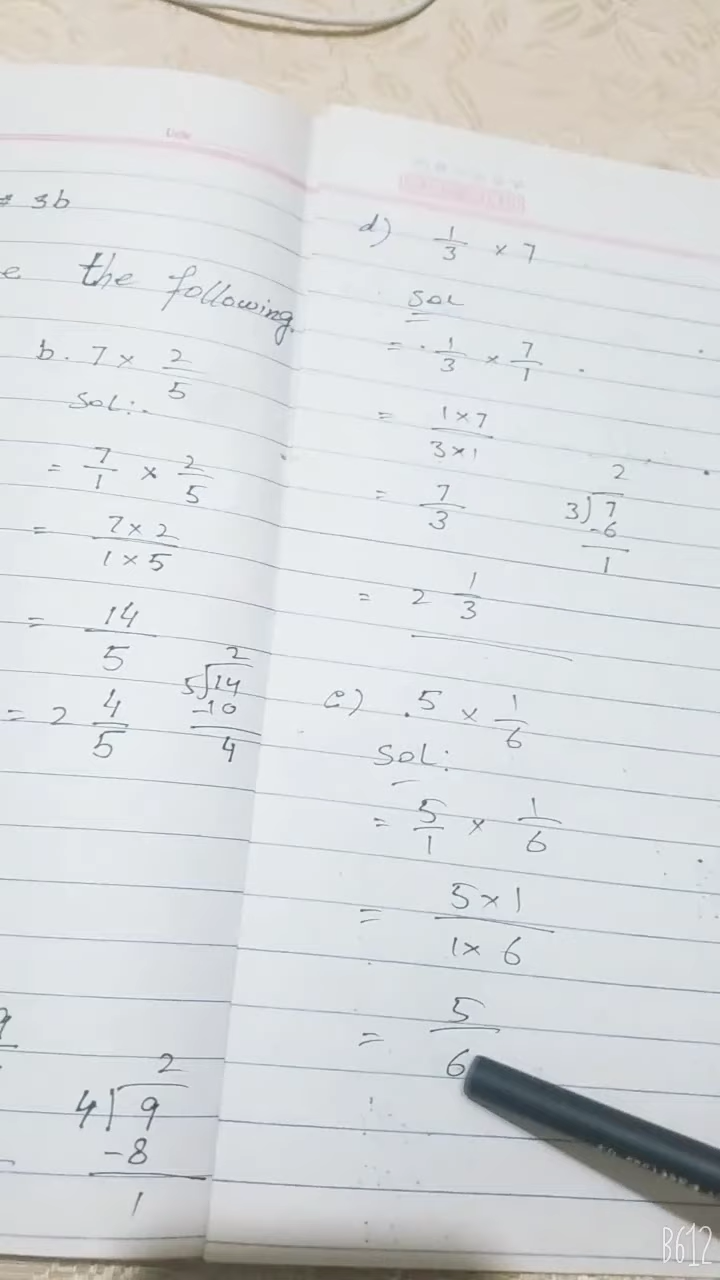 3b
the following.
b. 7 × 2/5
Sol:-
= 7/1 × 2/5
= 7 × 2 / 1 × 5
= 14/5
= 2 4/5
2
5)14
-10
4
2
4)9
-8
1
d) 1/3 × 7
Sol
= 1/3 × 7/1
= 1×7 / 3×1
= 7/3
2
3)7
-6
1
= 2 1/3
e) 5 × 1/6
Sol:
= 5/1 × 1/6
= 5×1 / 1×6
= 5/6
B612